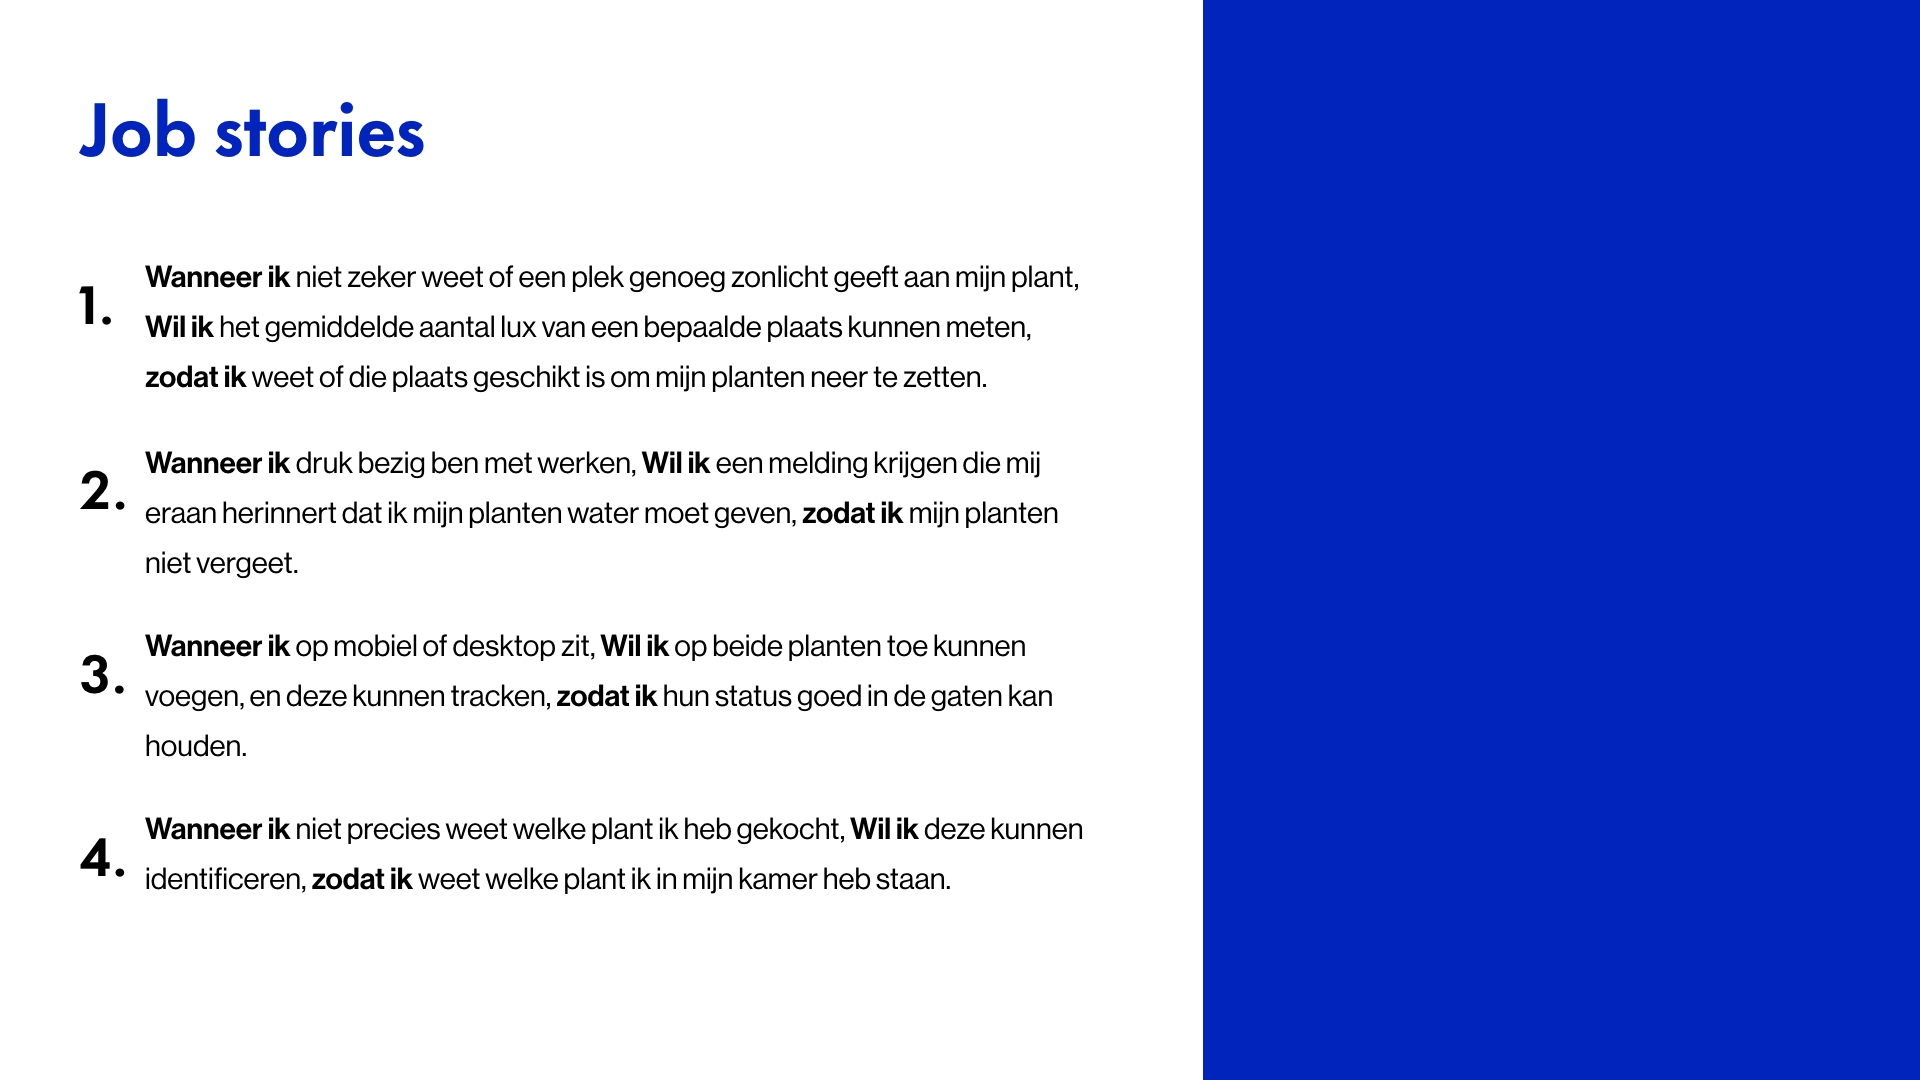 Job stories
1. Wanneer ik niet zeker weet of een plek genoeg zonlicht geeft aan mijn plant,
Wil ik het gemiddelde aantal lux van een bepaalde plaats kunnen meten,
zodat ik weet of die plaats geschikt is om mijn planten neer te zetten.
2. Wanneer ik druk bezig ben met werken, Wil ik een melding krijgen die mij
eraan herinnert dat ik mijn planten water moet geven, zodat ik mijn planten
niet vergeet.
3. Wanneer ik op mobiel of desktop zit, Wil ik op beide planten toe kunnen
voegen, en deze kunnen tracken, zodat ik hun status goed in de gaten kan
houden.
4. Wanneer ik niet precies weet welke plant ik heb gekocht, Wil ik deze kunnen
identificeren, zodat ik weet welke plant ik in mijn kamer heb staan.